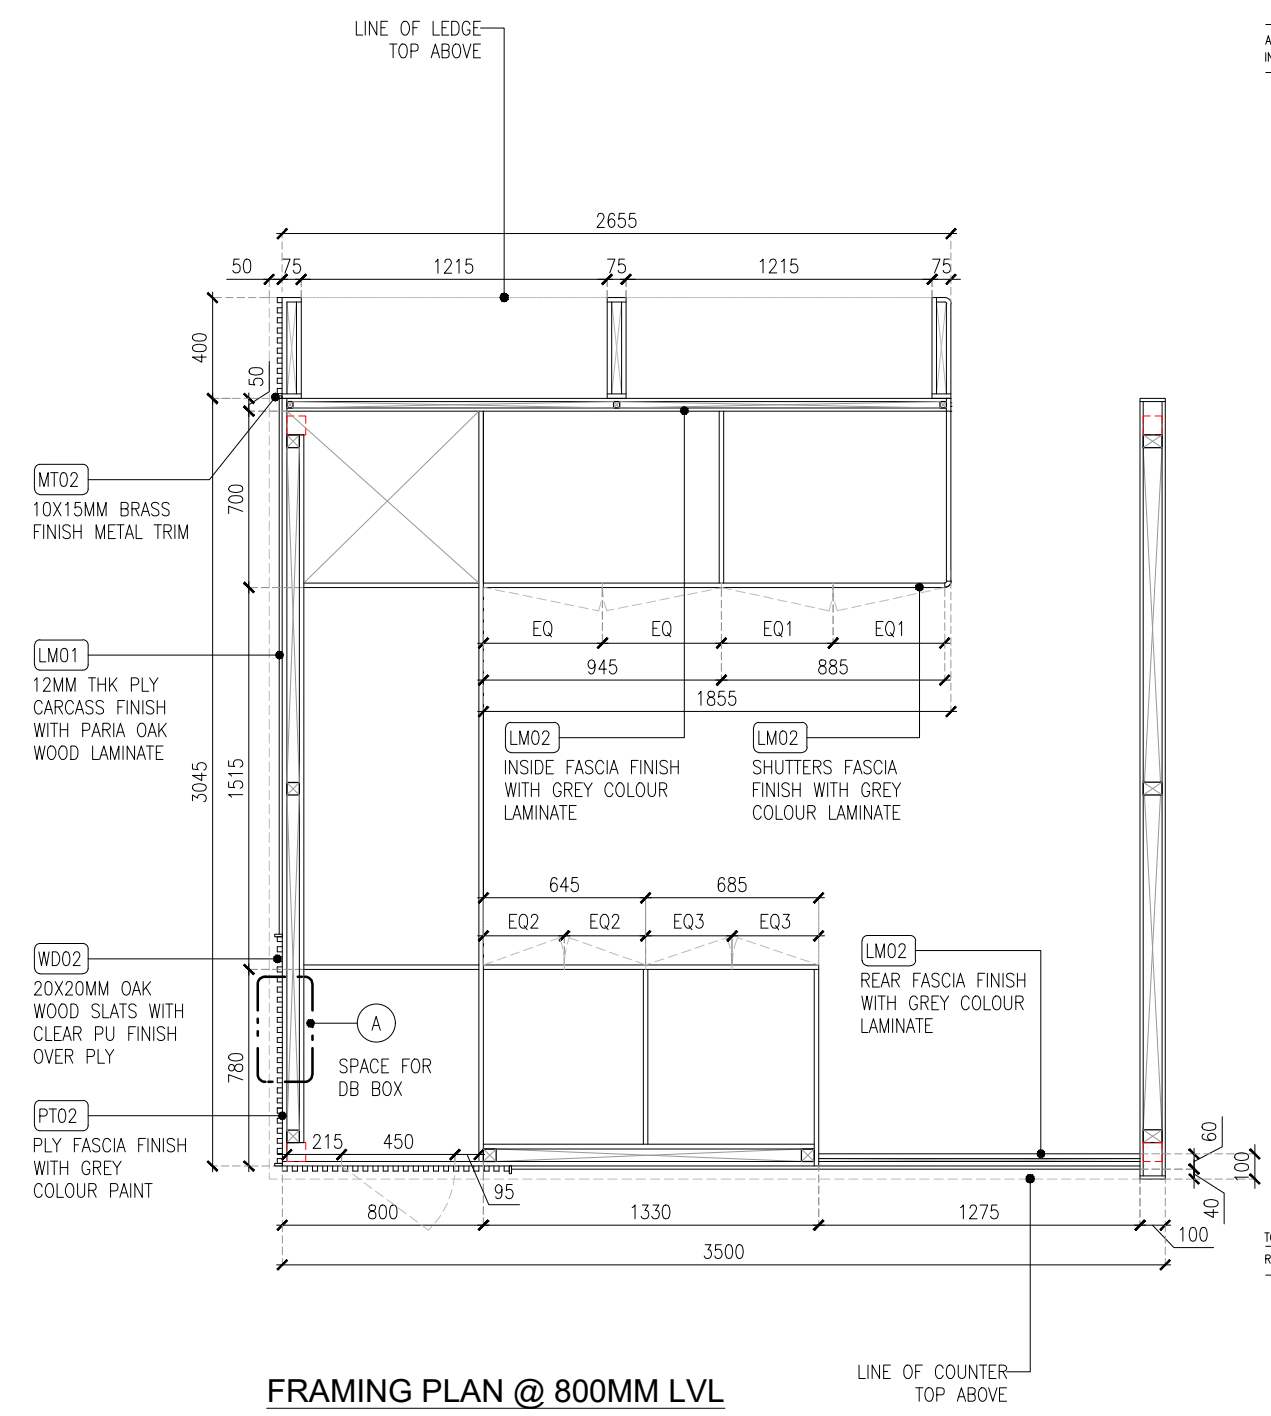 LINE OF LEDGE
TOP ABOVE
2655
50
75
1215
75
1215
75
400
50
MT02
10X15MM BRASS
FINISH METAL TRIM
700
LM01
12MM THK PLY
CARCASS FINISH
WITH PARIA OAK
WOOD LAMINATE
3045
1515
EQ
EQ
EQ1
EQ1
945
885
1855
LM02
INSIDE FASCIA FINISH
WITH GREY COLOUR
LAMINATE
LM02
SHUTTERS FASCIA
FINISH WITH GREY
COLOUR LAMINATE
645
685
EQ2
EQ2
EQ3
EQ3
WD02
20X20MM OAK
WOOD SLATS WITH
CLEAR PU FINISH
OVER PLY
LM02
REAR FASCIA FINISH
WITH GREY COLOUR
LAMINATE
A
SPACE FOR
DB BOX
780
PT02
PLY FASCIA FINISH
WITH GREY
COLOUR PAINT
215
450
95
60
100
40
800
1330
1275
100
3500
LINE OF COUNTER
TOP ABOVE
FRAMING PLAN @ 800MM LVL